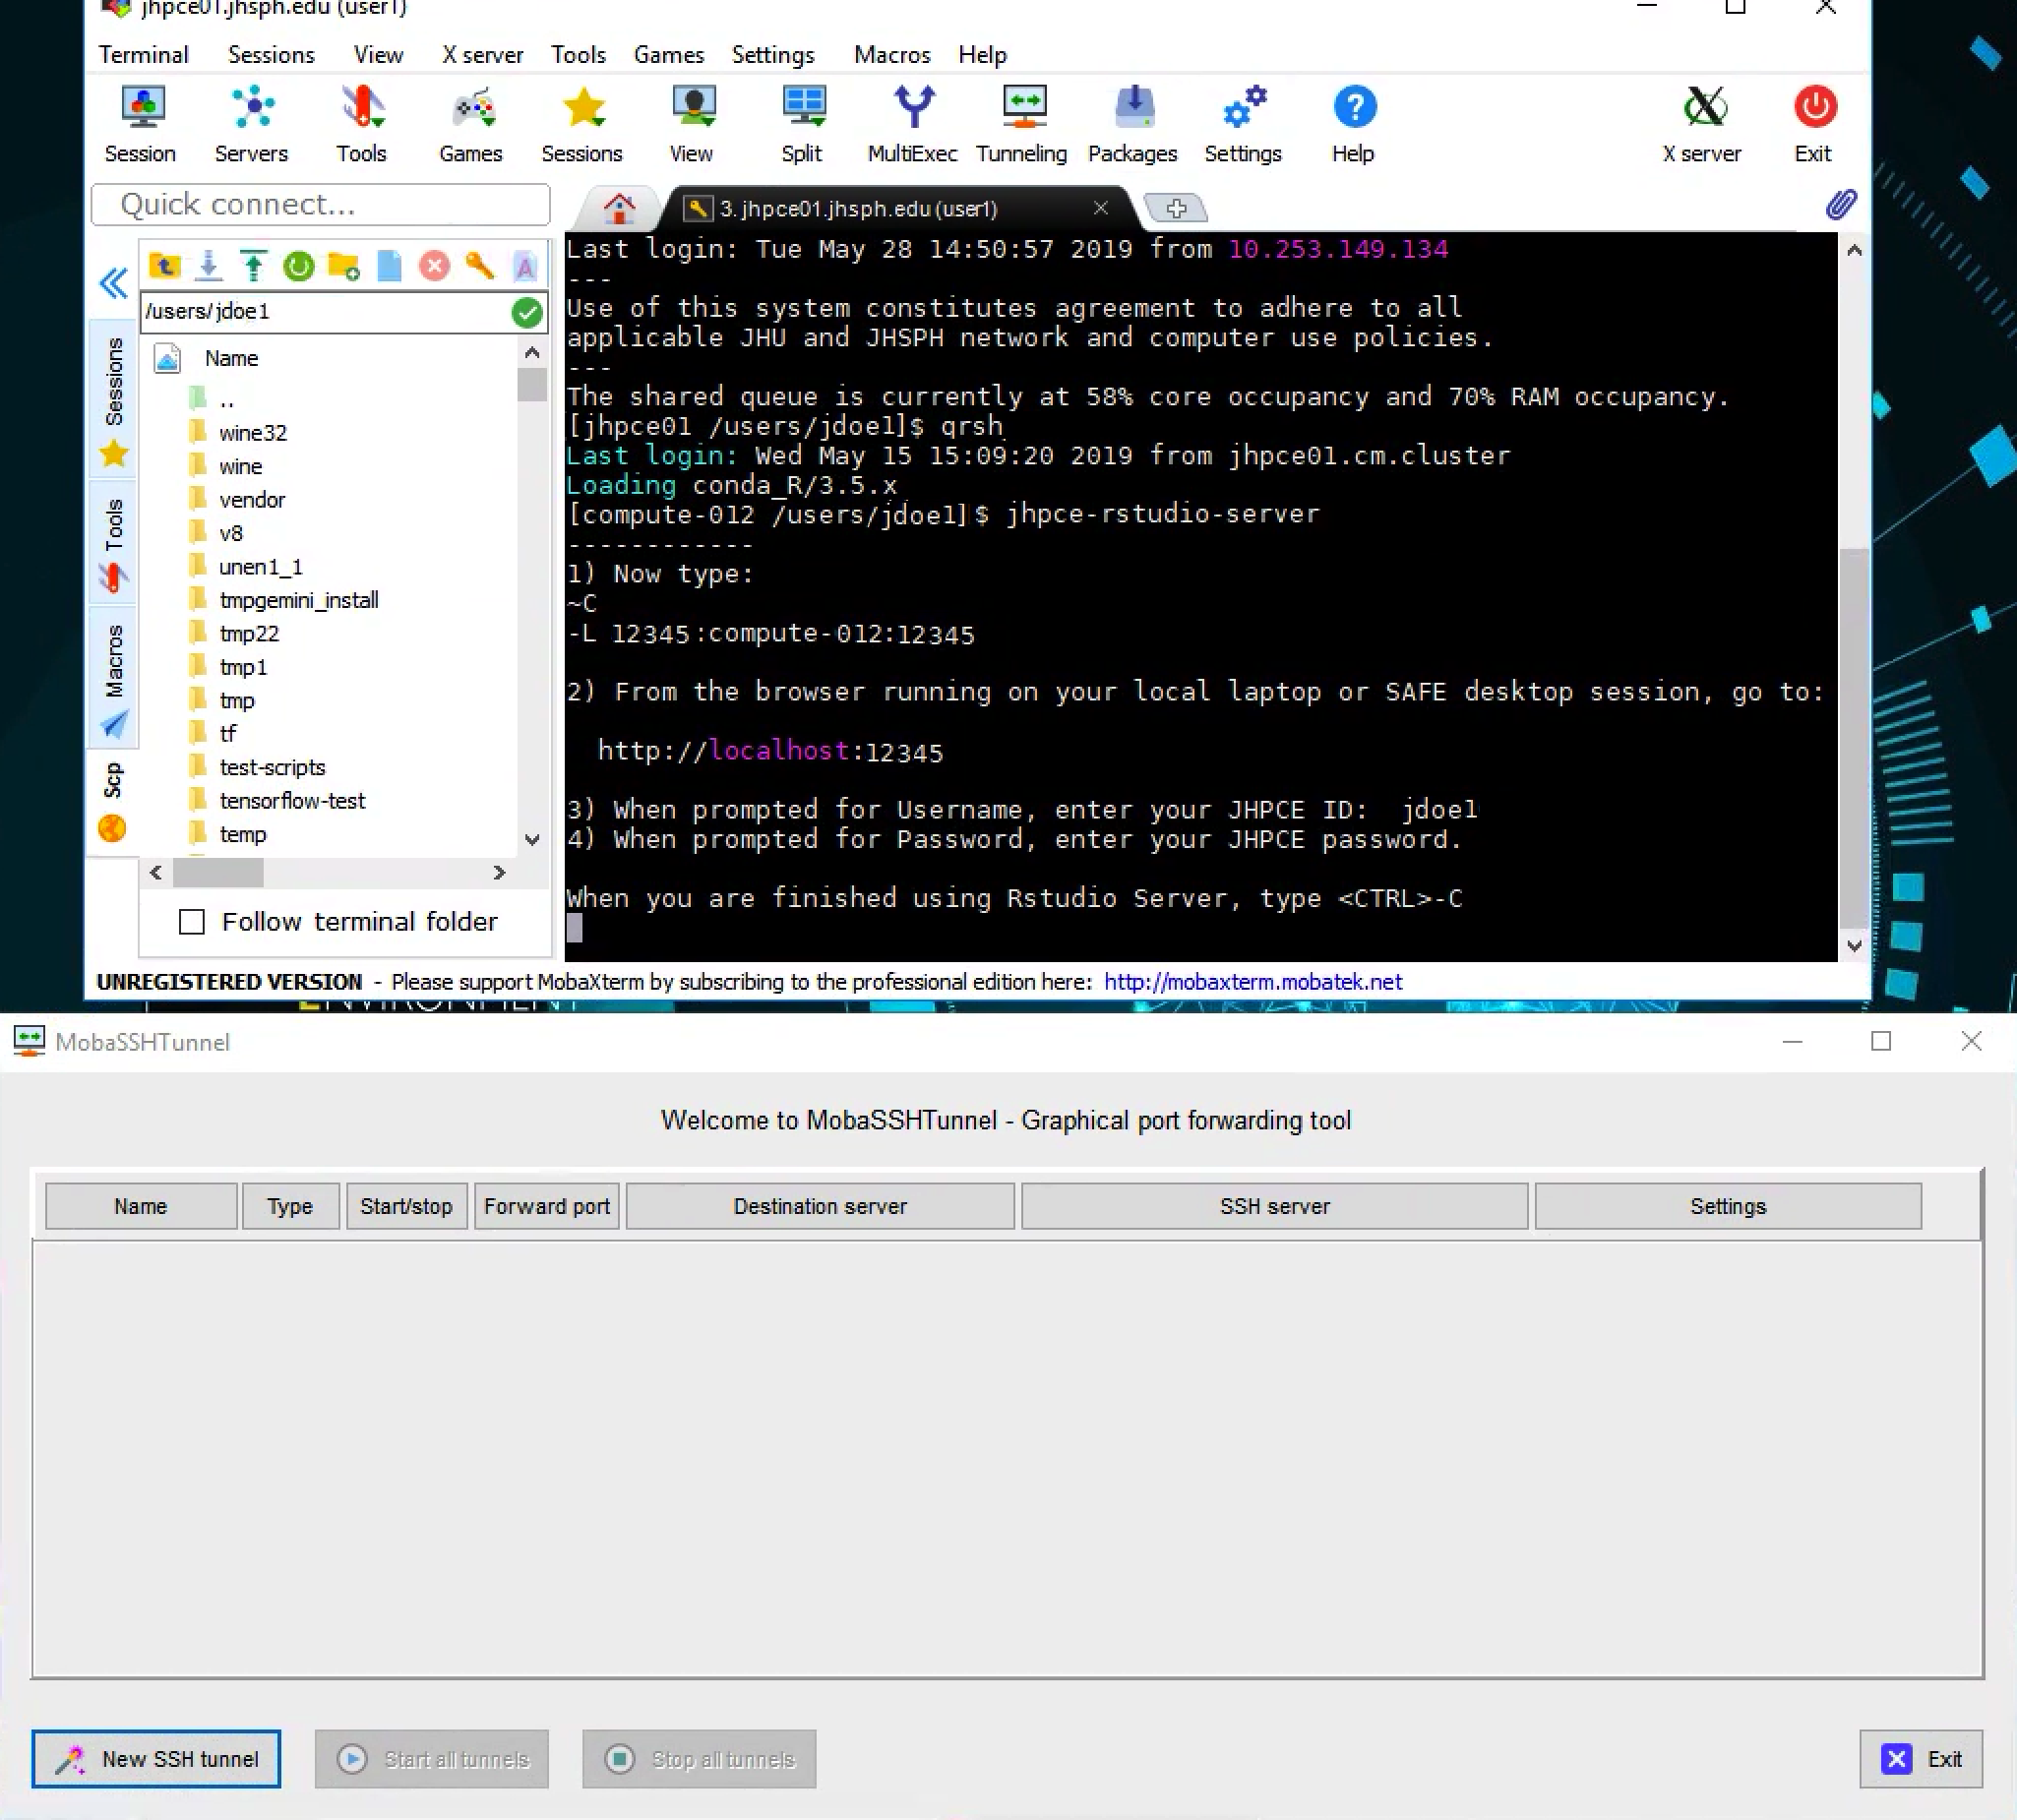 jhpce01.jhsph.edu (user1)
Terminal Sessions View X server Tools Games Settings Macros Help
Session Servers Tools Games Sessions View Split MultiExec Tunneling Packages Settings Help X server Exit
Quick connect...
3. jhpce01.jhsph.edu (user1)
/users/jdoe1
Name
..
wine32
wine
vendor
v8
unen1_1
tmpgemini_install
tmp22
tmp1
tmp
tf
test-scripts
tensorflow-test
temp
Follow terminal folder
Sessions
Tools
Macros
Scp
Last login: Tue May 28 14:50:57 2019 from 10.253.149.134
---
Use of this system constitutes agreement to adhere to all
applicable JHU and JHSPH network and computer use policies.
---
The shared queue is currently at 58% core occupancy and 70% RAM occupancy.
[jhpce01 /users/jdoe1]$ qrsh
Last login: Wed May 15 15:09:20 2019 from jhpce01.cm.cluster
Loading conda_R/3.5.x
[compute-012 /users/jdoe1]$ jhpce-rstudio-server
------------
1) Now type:
~C
-L 12345:compute-012:12345
2) From the browser running on your local laptop or SAFE desktop session, go to:
http://localhost:12345
3) When prompted for Username, enter your JHPCE ID: jdoe1
4) When prompted for Password, enter your JHPCE password.
When you are finished using Rstudio Server, type <CTRL>-C
UNREGISTERED VERSION - Please support MobaXterm by subscribing to the professional edition here: http://mobaxterm.mobatek.net
ENVIRONMENT
MobaSSHTunnel
Welcome to MobaSSHTunnel - Graphical port forwarding tool
Name Type Start/stop Forward port Destination server SSH server Settings
New SSH tunnel Start all tunnels Stop all tunnels Exit